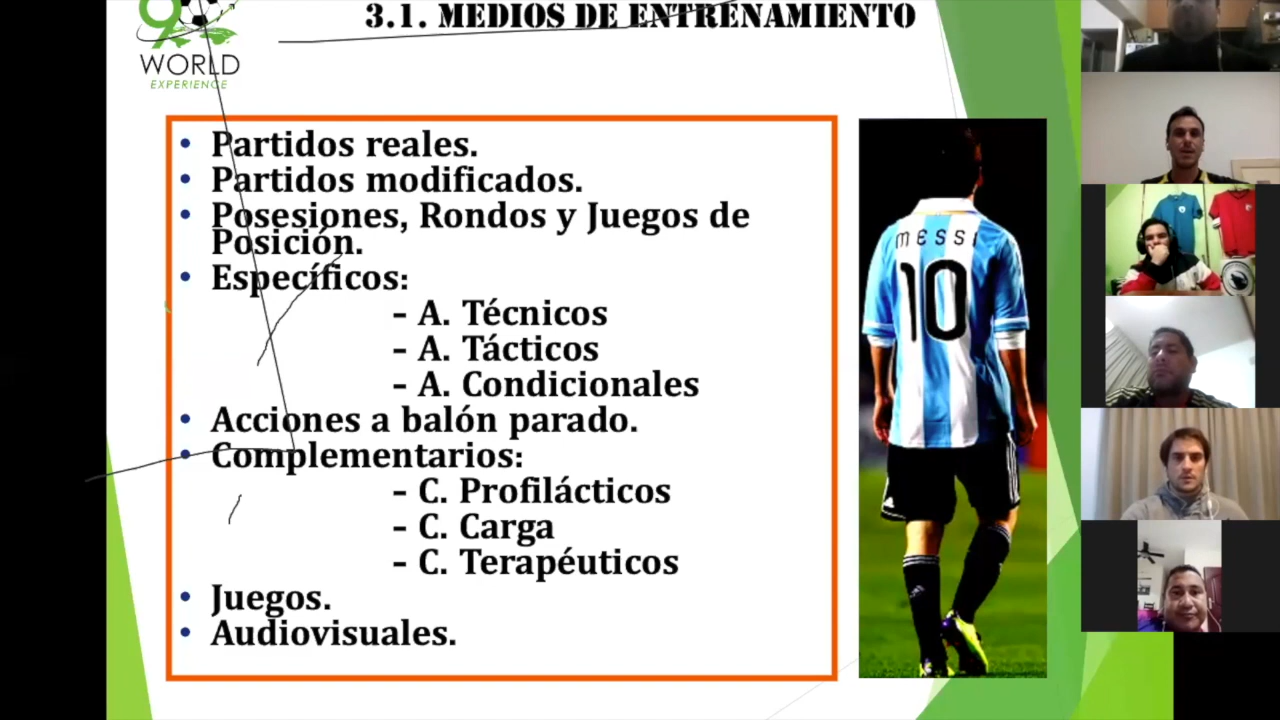 3.1. MEDIOS DE ENTRENAMIENTO
WORLD
EXPERIENCE
• Partidos reales.
• Partidos modificados.
• Posesiones, Rondos y Juegos de
Posición.
• Específicos:
- A. Técnicos
- A. Tácticos
- A. Condicionales
• Acciones a balón parado.
• Complementarios:
- C. Profilácticos
- C. Carga
- C. Terapéuticos
• Juegos.
• Audiovisuales.
MESSI
10